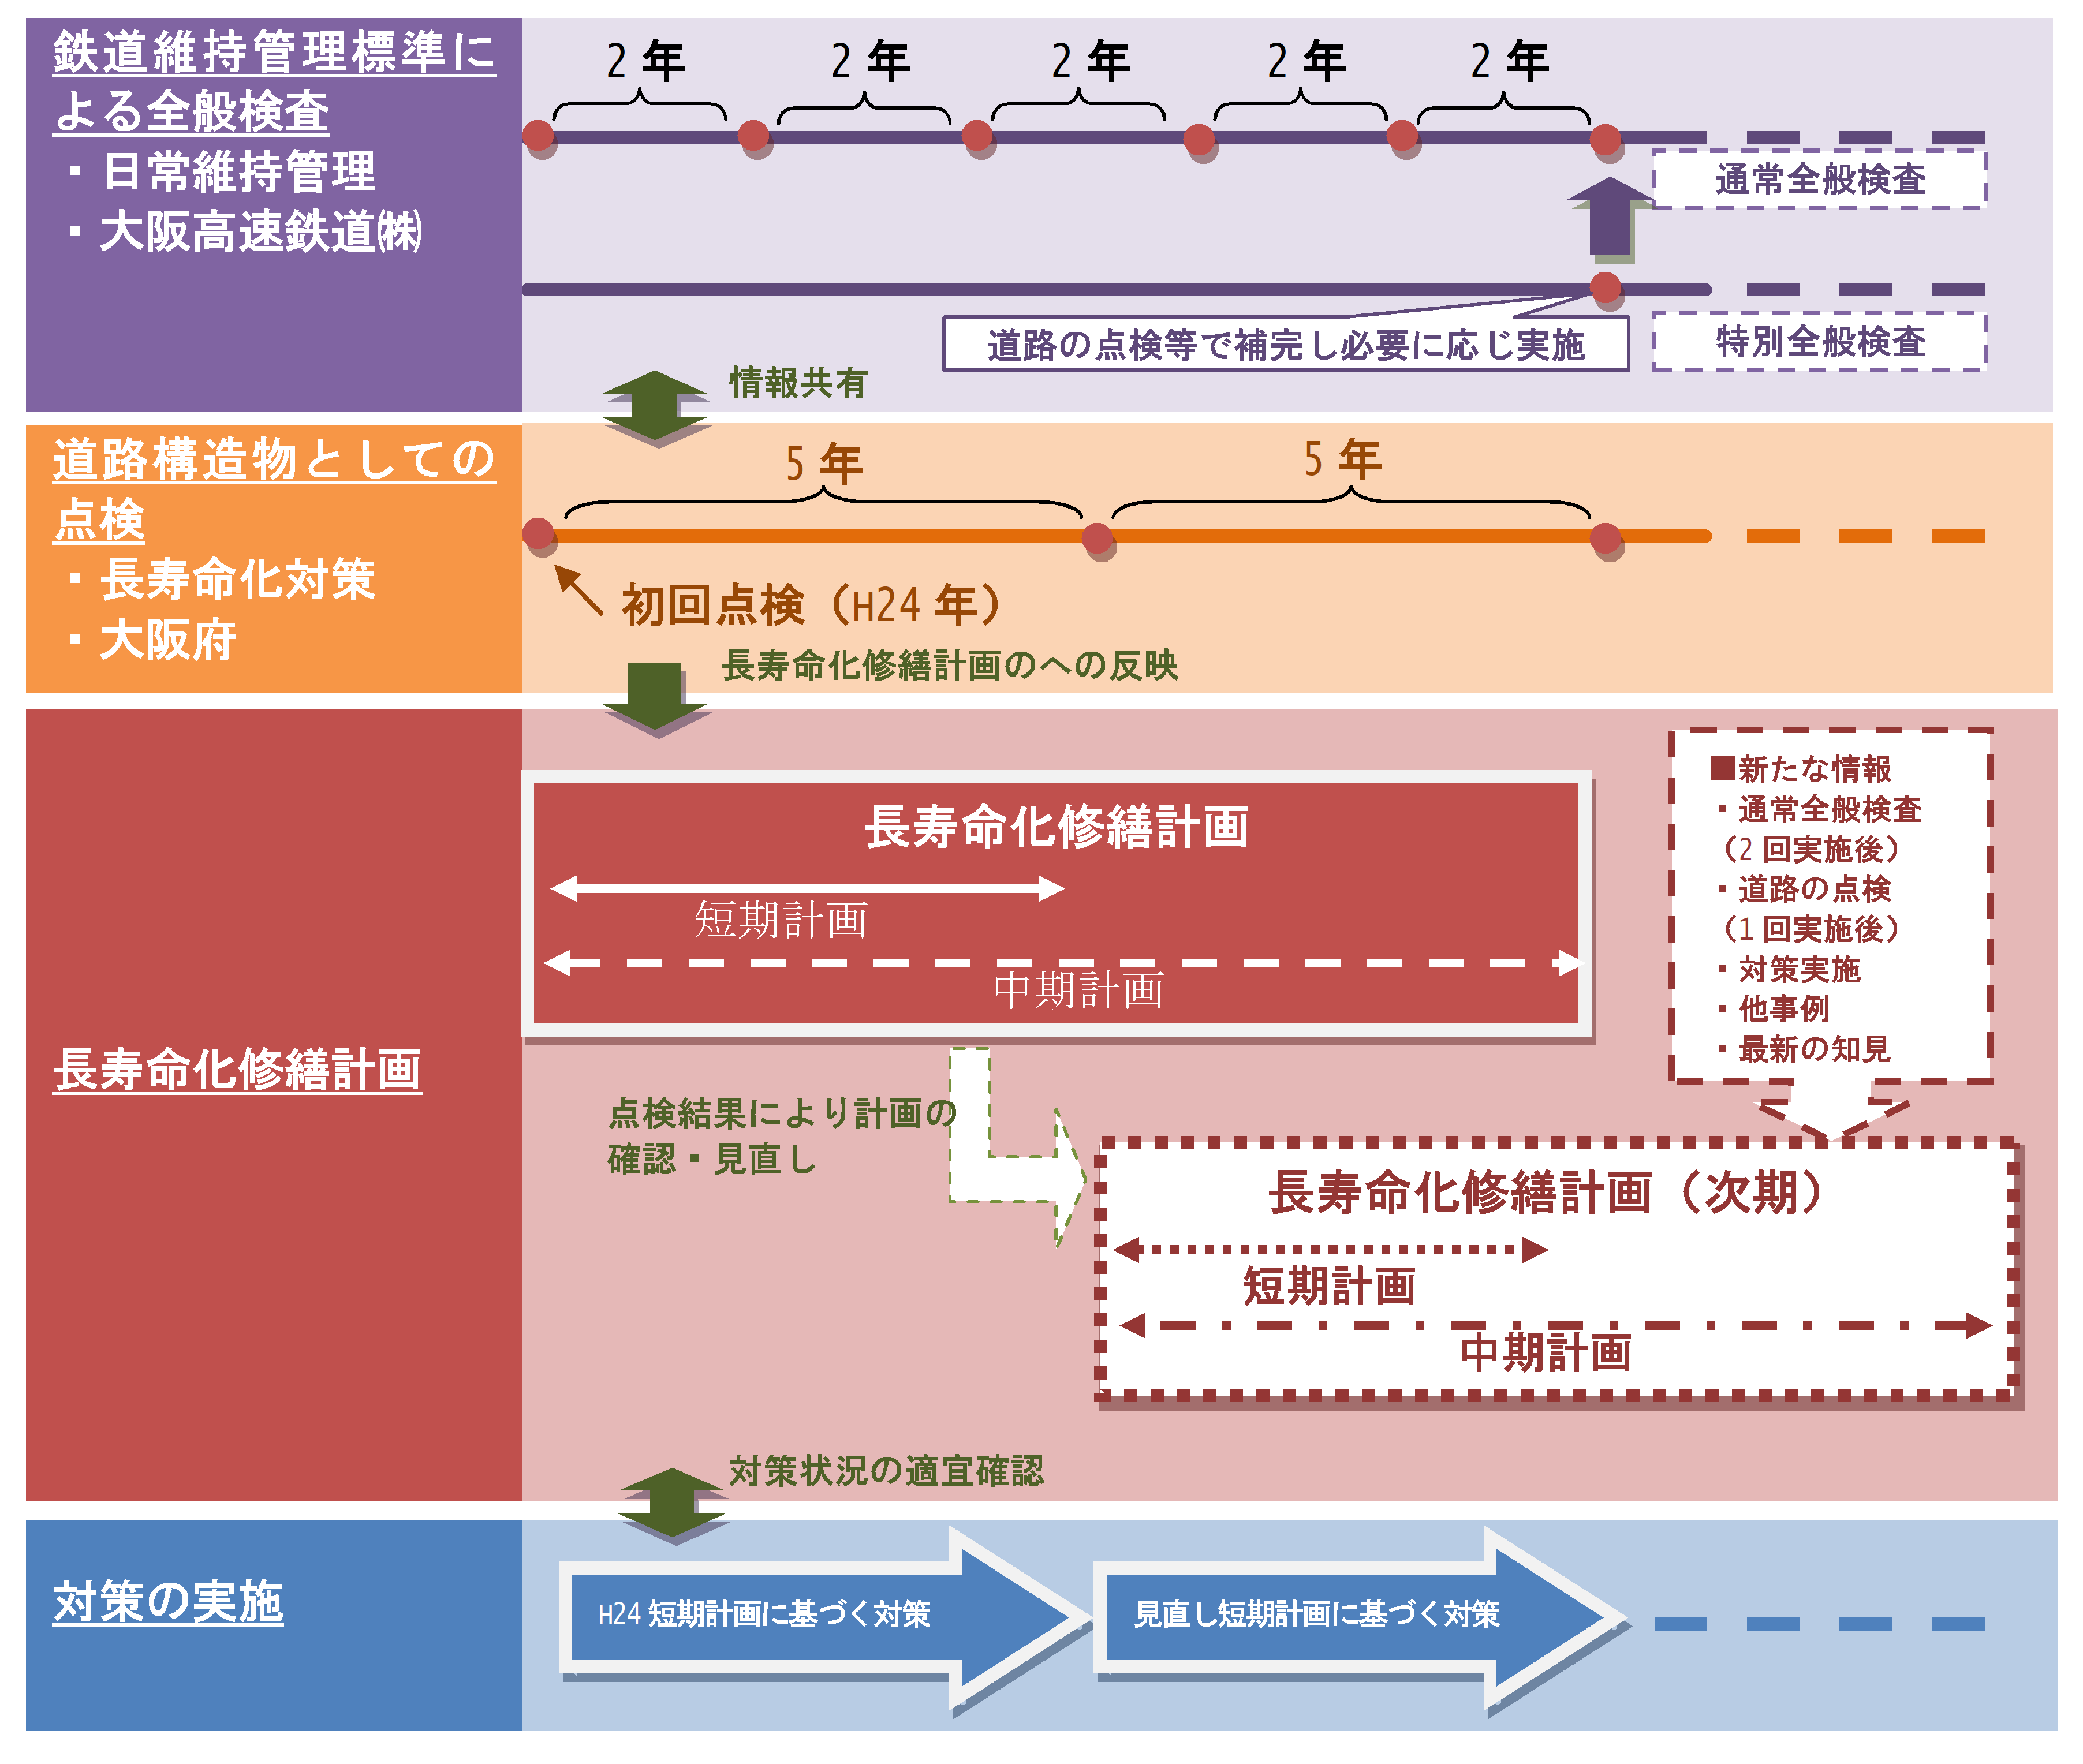 鉄道維持管理標準に
よる全般検査
・日常維持管理
・大阪高速鉄道㈱
2 年
2 年
2 年
2 年
2 年
通常全般検査
道路の点検等で補完し必要に応じ実施
特別全般検査
情報共有
道路構造物としての
点検
・長寿命化対策
・大阪府
5 年
5 年
初回点検（H24 年）
長寿命化修繕計画のへの反映
長寿命化修繕計画
長寿命化修繕計画
短期計画
中期計画
■新たな情報
・通常全般検査
（2 回実施後）
・道路の点検
（1 回実施後）
・対策実施
・他事例
・最新の知見
点検結果により計画の
確認・見直し
長寿命化修繕計画（次期）
短期計画
中期計画
対策状況の適宜確認
対策の実施
H24 短期計画に基づく対策
見直し短期計画に基づく対策